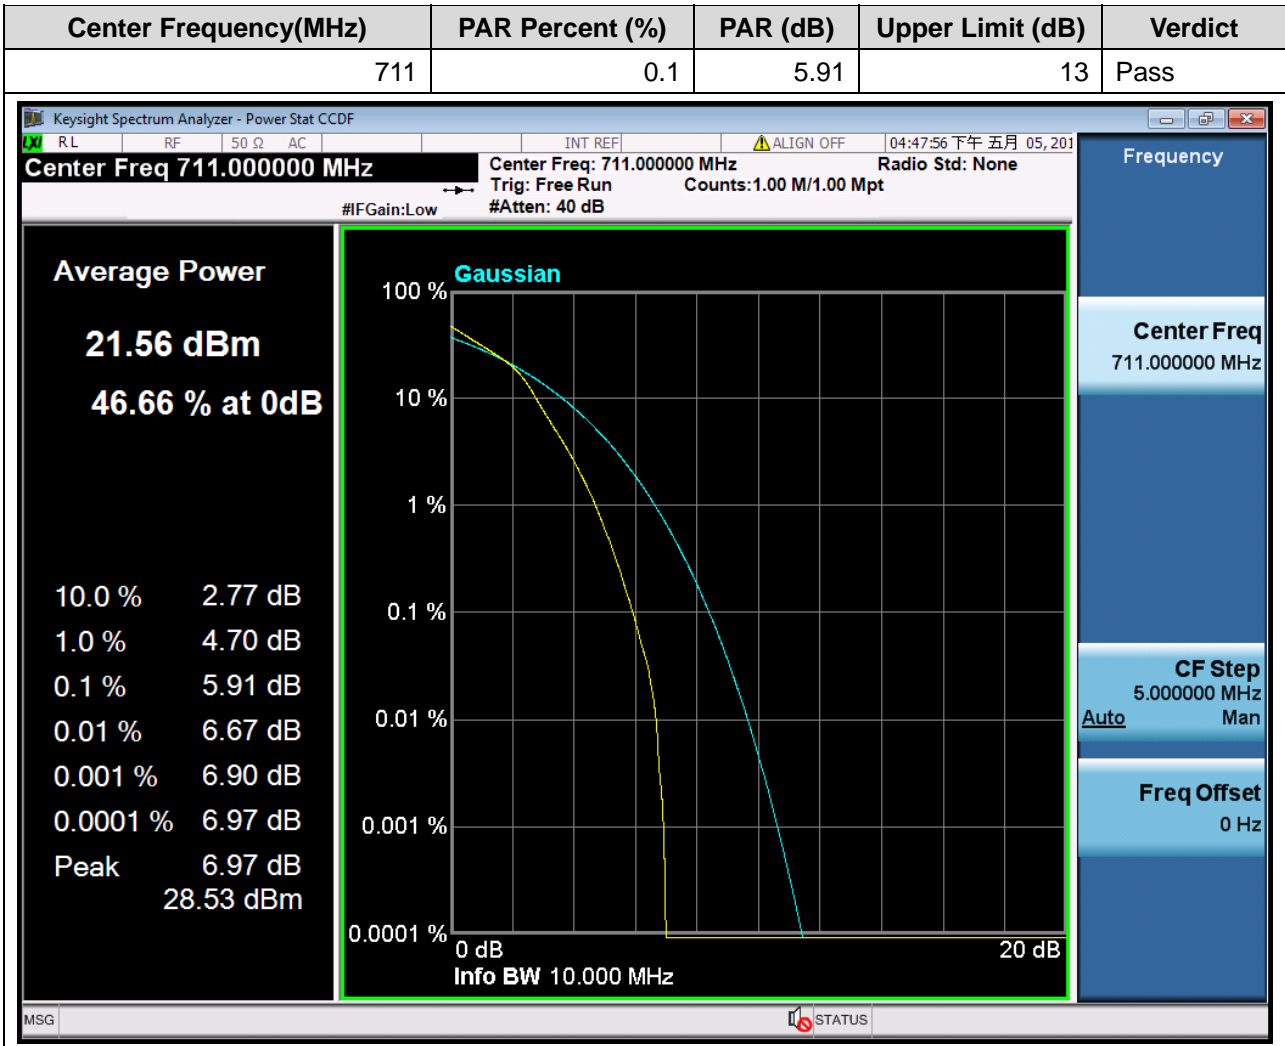 Center Frequency(MHz) PAR Percent (%) PAR (dB) Upper Limit (dB) Verdict
711 0.1 5.91 13 Pass
Keysight Spectrum Analyzer - Power Stat CCDF
LXI RL RF 50 Ω AC INT REF ALIGN OFF 04:47:56 下午 五月 05, 201
Center Freq 711.000000 MHz
Center Freq: 711.000000 MHz Radio Std: None
Trig: Free Run Counts:1.00 M/1.00 Mpt
#IFGain:Low #Atten: 40 dB
Average Power
21.56 dBm
46.66 % at 0dB
10.0 % 2.77 dB
1.0 % 4.70 dB
0.1 % 5.91 dB
0.01 % 6.67 dB
0.001 % 6.90 dB
0.0001 % 6.97 dB
Peak 6.97 dB
28.53 dBm
Gaussian
100 %
10 %
1 %
0.1 %
0.01 %
0.001 %
0.0001 %
0 dB 20 dB
Info BW 10.000 MHz
Frequency
Center Freq
711.000000 MHz
CF Step
5.000000 MHz
Auto Man
Freq Offset
0 Hz
MSG STATUS